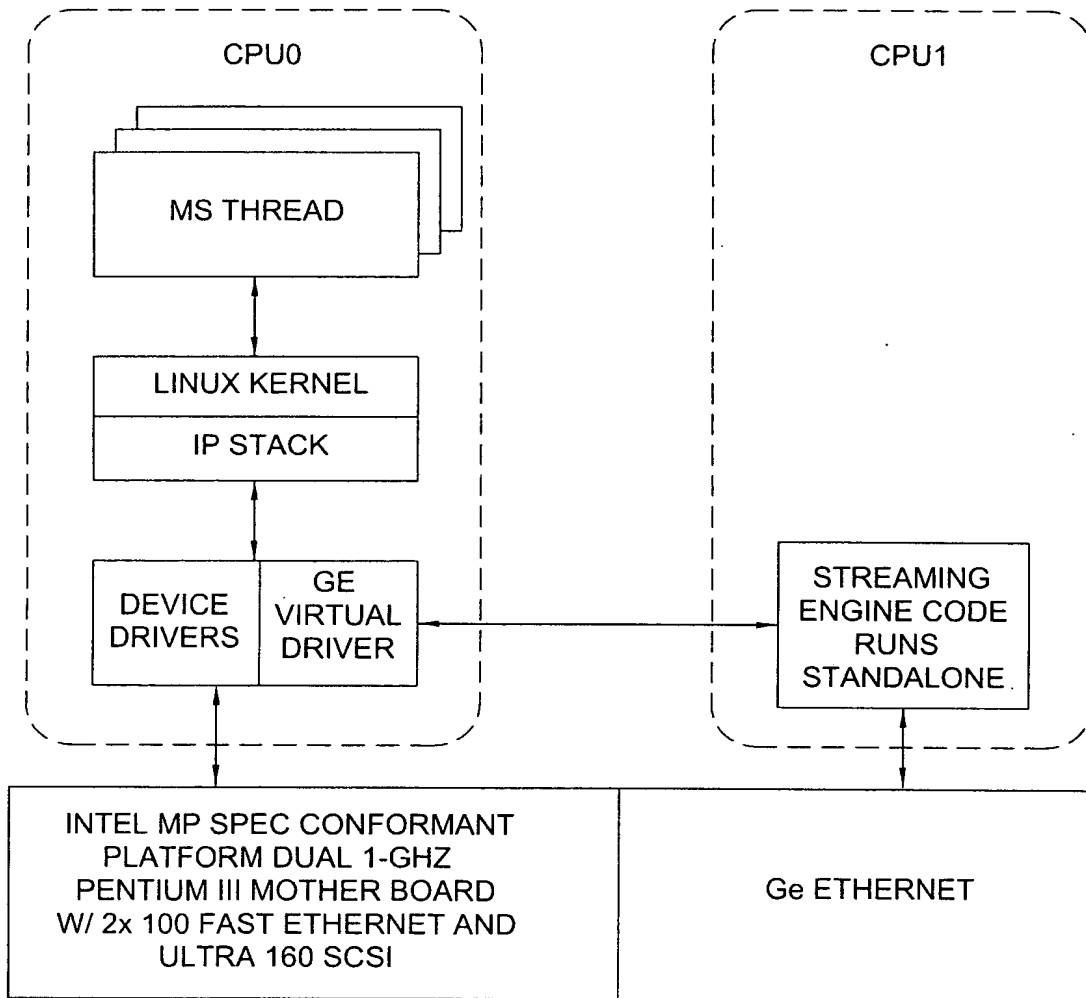 CPU0
MS THREAD
LINUX KERNEL
IP STACK
DEVICE
DRIVERS
GE
VIRTUAL
DRIVER
CPU1
STREAMING
ENGINE CODE
RUNS
STANDALONE
INTEL MP SPEC CONFORMANT
PLATFORM DUAL 1-GHZ
PENTIUM III MOTHER BOARD
W/ 2x 100 FAST ETHERNET AND
ULTRA 160 SCSI
Ge ETHERNET